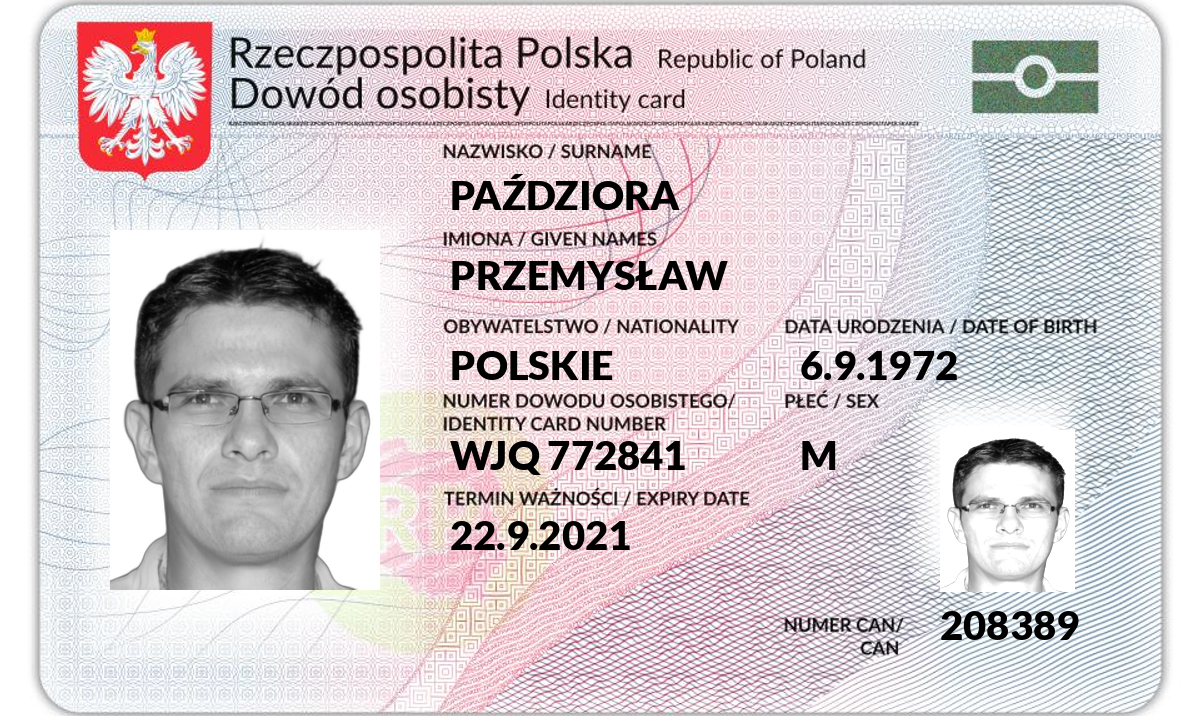 Rzeczpospolita Polska Republic of Poland
Dowód osobisty Identity card
NAZWISKO / SURNAME
PAŹDZIORA
IMIONA / GIVEN NAMES
PRZEMYSŁAW
OBYWATELSTWO / NATIONALITY DATA URODZENIA / DATE OF BIRTH
POLSKIE 6.9.1972
NUMER DOWODU OSOBISTEGO/ PŁEĆ / SEX
IDENTITY CARD NUMBER
WJQ 772841 M
TERMIN WAŻNOŚCI / EXPIRY DATE
22.9.2021
NUMER CAN/ 208389
CAN